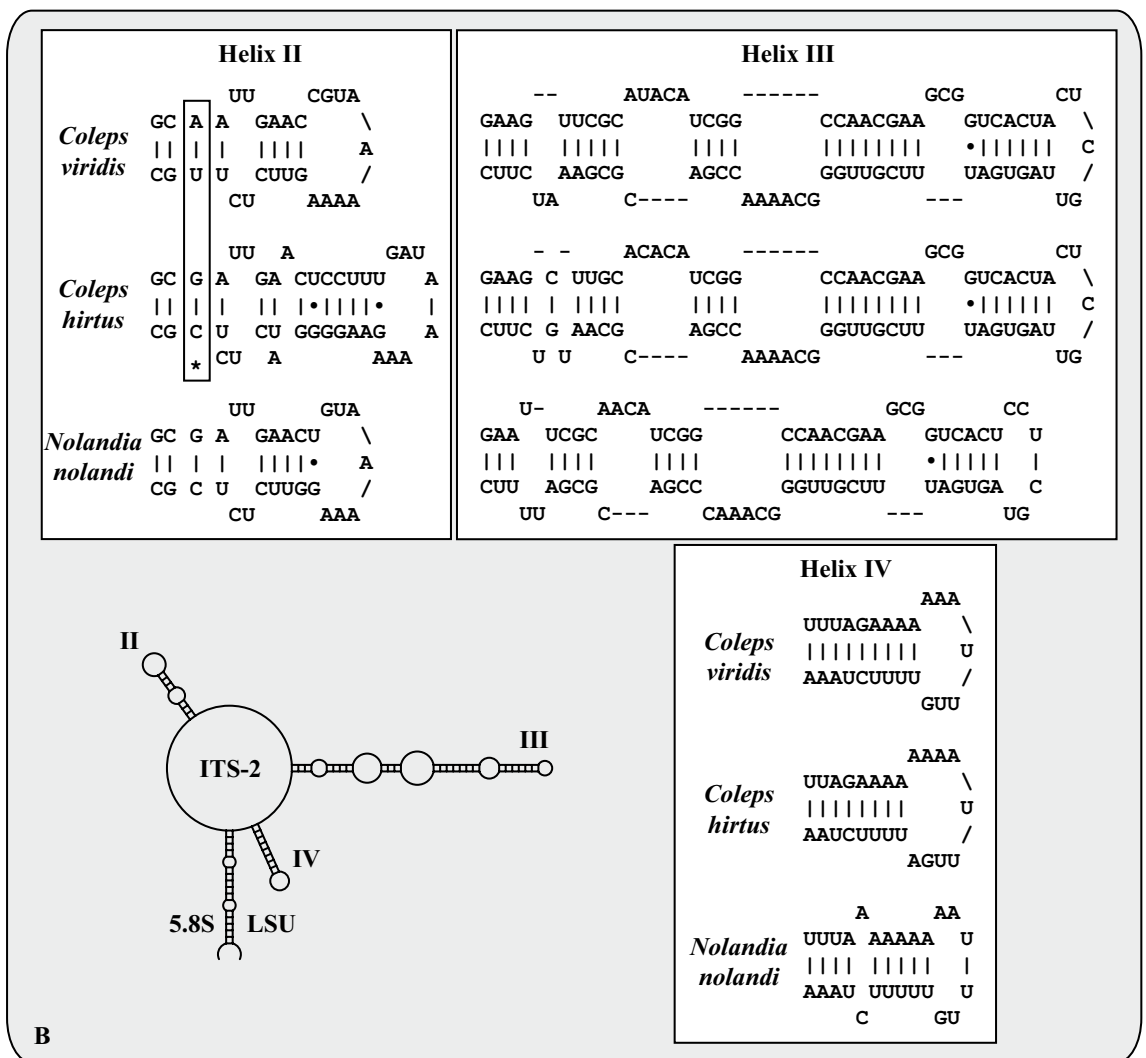 Helix II
UU CGUA
GC A A GAAC \
Coleps viridis || | | |||| A
CG U U CUUG /
CU AAAA
UU A GAU
GC G A GA CUCCUUU A
Coleps hirtus || | | || |•||||• |
CG C U CU GGGGAAG A
* CU A AAA
UU GUA
GC G A GAACU \
Nolandia nolandi || | | ||||• A
CG C U CUUGG /
CU AAA
Helix III
-- AUACA ------ GCG CU
GAAG UUCGC UCGG CCAACGAA GUCACUA \
|||| ||||| |||| |||||||| •|||||| C
CUUC AAGCG AGCC GGUUGCUU UAGUGAU /
UA C---- AAAACG --- UG
- - ACACA ------ GCG CU
GAAG C UUGC UCGG CCAACGAA GUCACUA \
|||| | |||| |||| |||||||| •|||||| C
CUUC G AACG AGCC GGUUGCUU UAGUGAU /
U U C---- AAAACG --- UG
U- AACA ------ GCG CC
GAA UCGC UCGG CCAACGAA GUCACU U
||| |||| |||| |||||||| •||||| |
CUU AGCG AGCC GGUUGCUU UAGUGA C
UU C--- CAAACG --- UG
Helix IV
AAA
UUUAGAAAA \
Coleps viridis ||||||||| U
AAAUCUUUU /
GUU
AAAA
UUAGAAAA \
Coleps hirtus |||||||| U
AAUCUUUU /
AGUU
A AA
UUUA AAAAA U
Nolandia nolandi |||| ||||| |
AAAU UUUUU U
C GU
II
ITS-2
III
IV
5.8S LSU
B